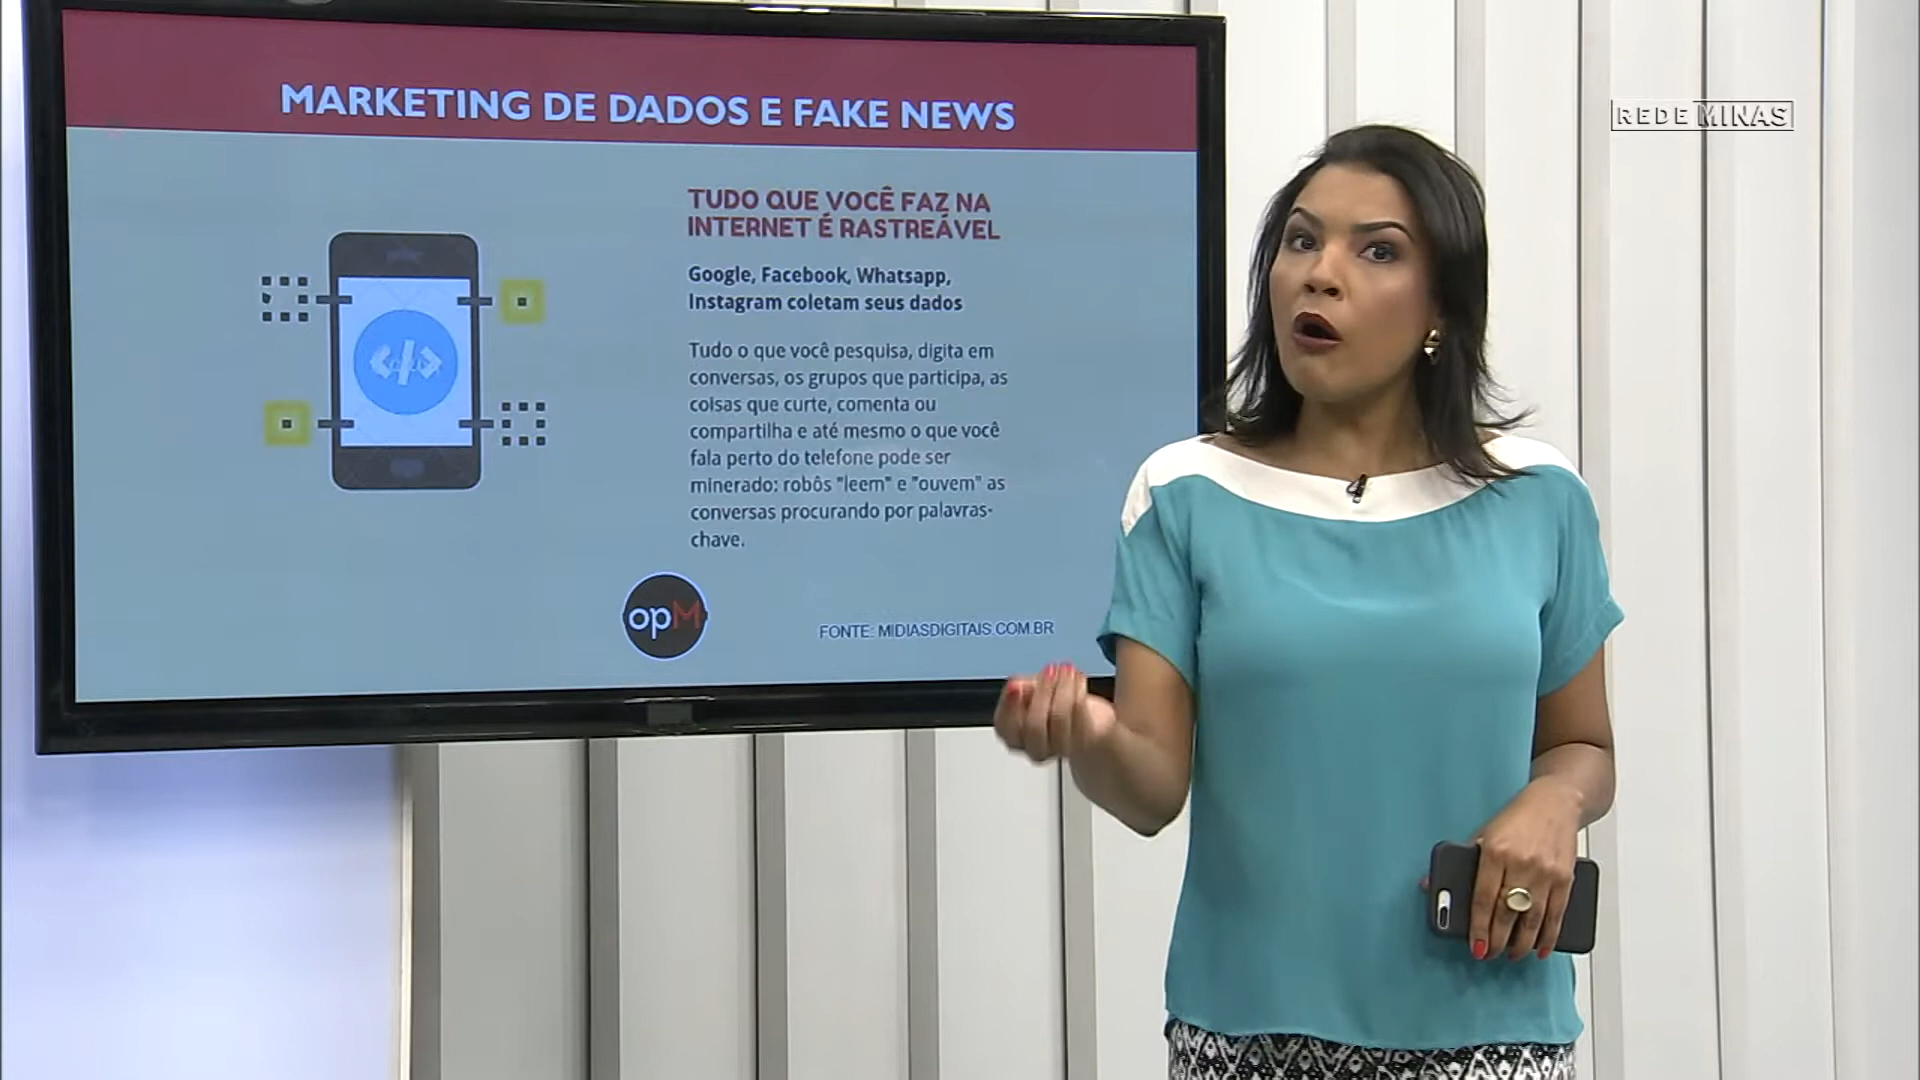 MARKETING DE DADOS E FAKE NEWS
REDE MINAS
TUDO QUE VOCÊ FAZ NA
INTERNET É RASTREÁVEL
Google, Facebook, Whatsapp,
Instagram coletam seus dados
Tudo o que você pesquisa, digita em
conversas, os grupos que participa, as
coisas que curte, comenta ou
compartilha e até mesmo o que você
fala perto do telefone pode ser
minerado: robôs "leem" e "ouvem" as
conversas procurando por palavras-
chave.
opM
FONTE: MIDIASDIGITAIS.COM.BR